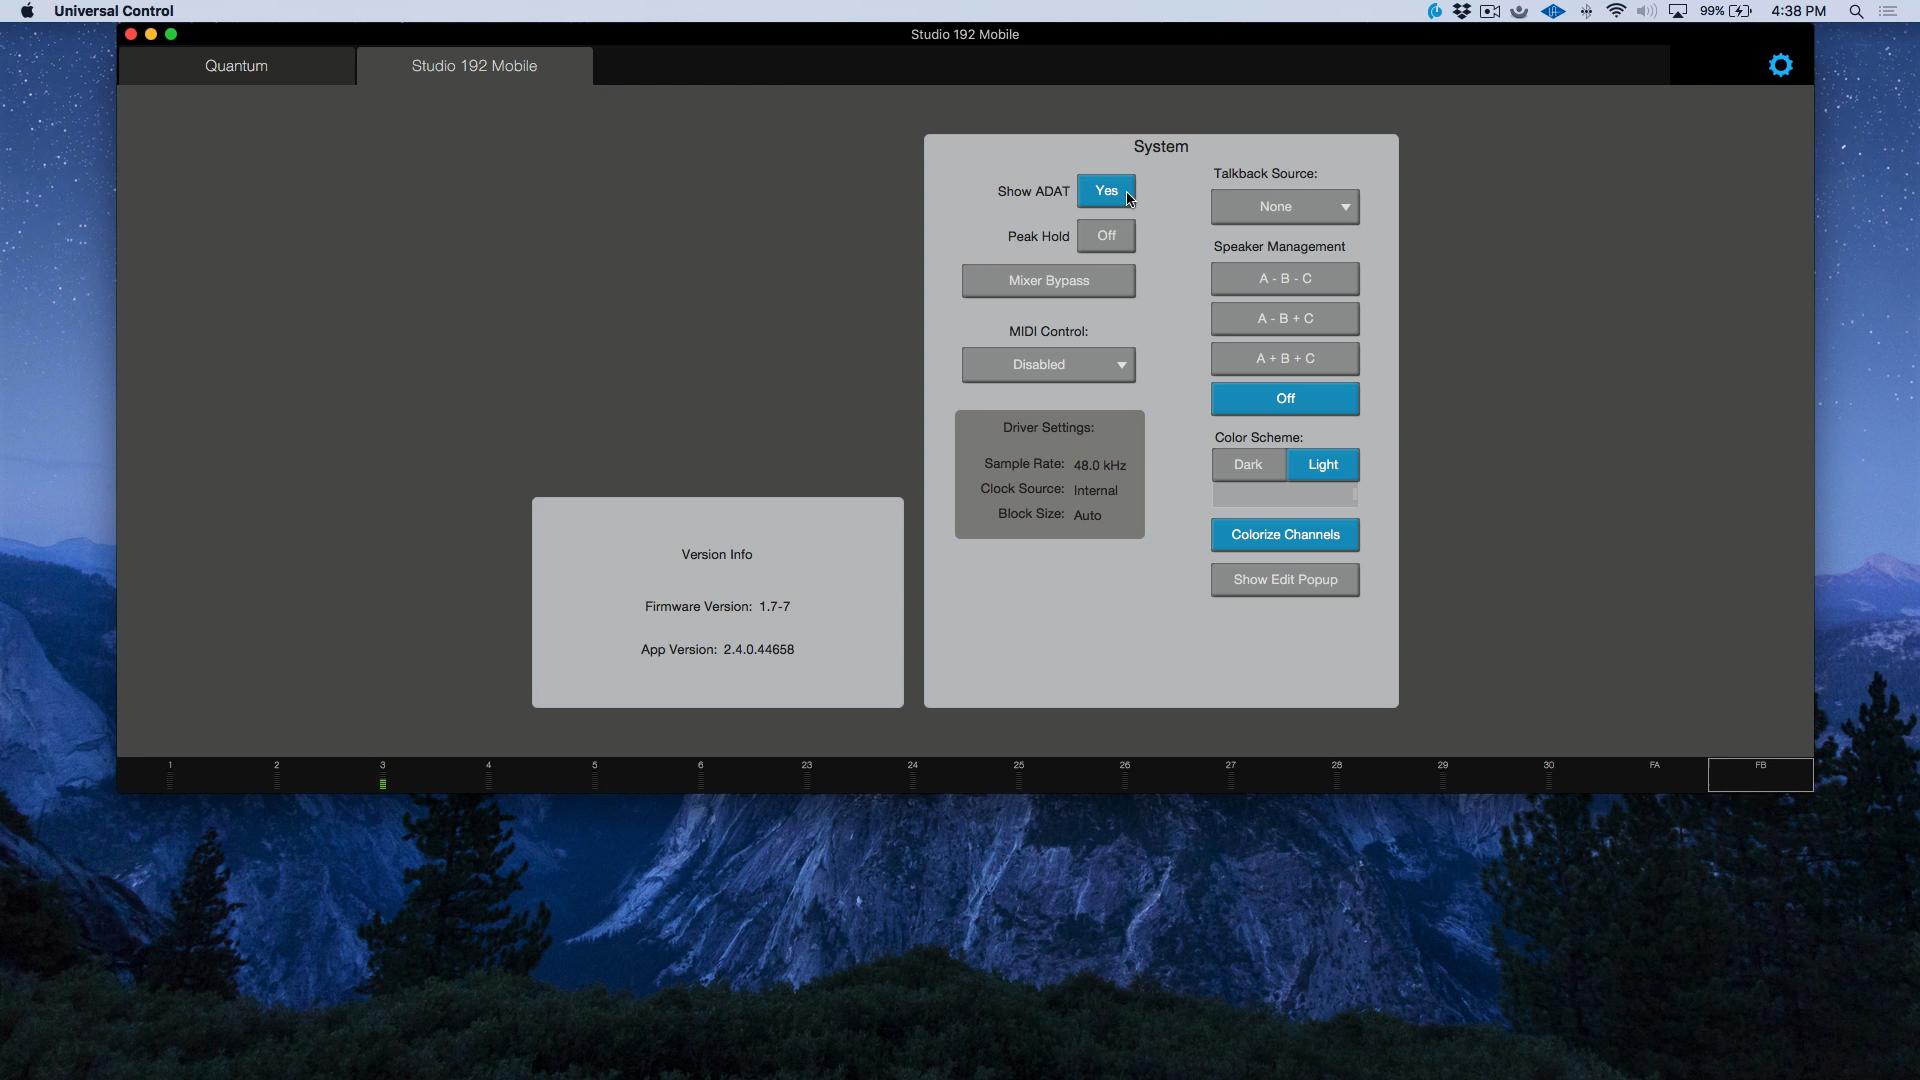 Universal Control
99%
4:38 PM
Studio 192 Mobile
Quantum
Studio 192 Mobile
System
Show ADAT Yes
Peak Hold Off
Mixer Bypass
MIDI Control:
Disabled
Driver Settings:
Sample Rate: 48.0 kHz
Clock Source: Internal
Block Size: Auto
Talkback Source:
None
Speaker Management
A - B - C
A - B + C
A + B + C
Off
Color Scheme:
Dark Light
Colorize Channels
Show Edit Popup
Version Info
Firmware Version: 1.7-7
App Version: 2.4.0.44658
1 2 3 4 5 6 23 24 25 26 27 28 29 30 FA FB